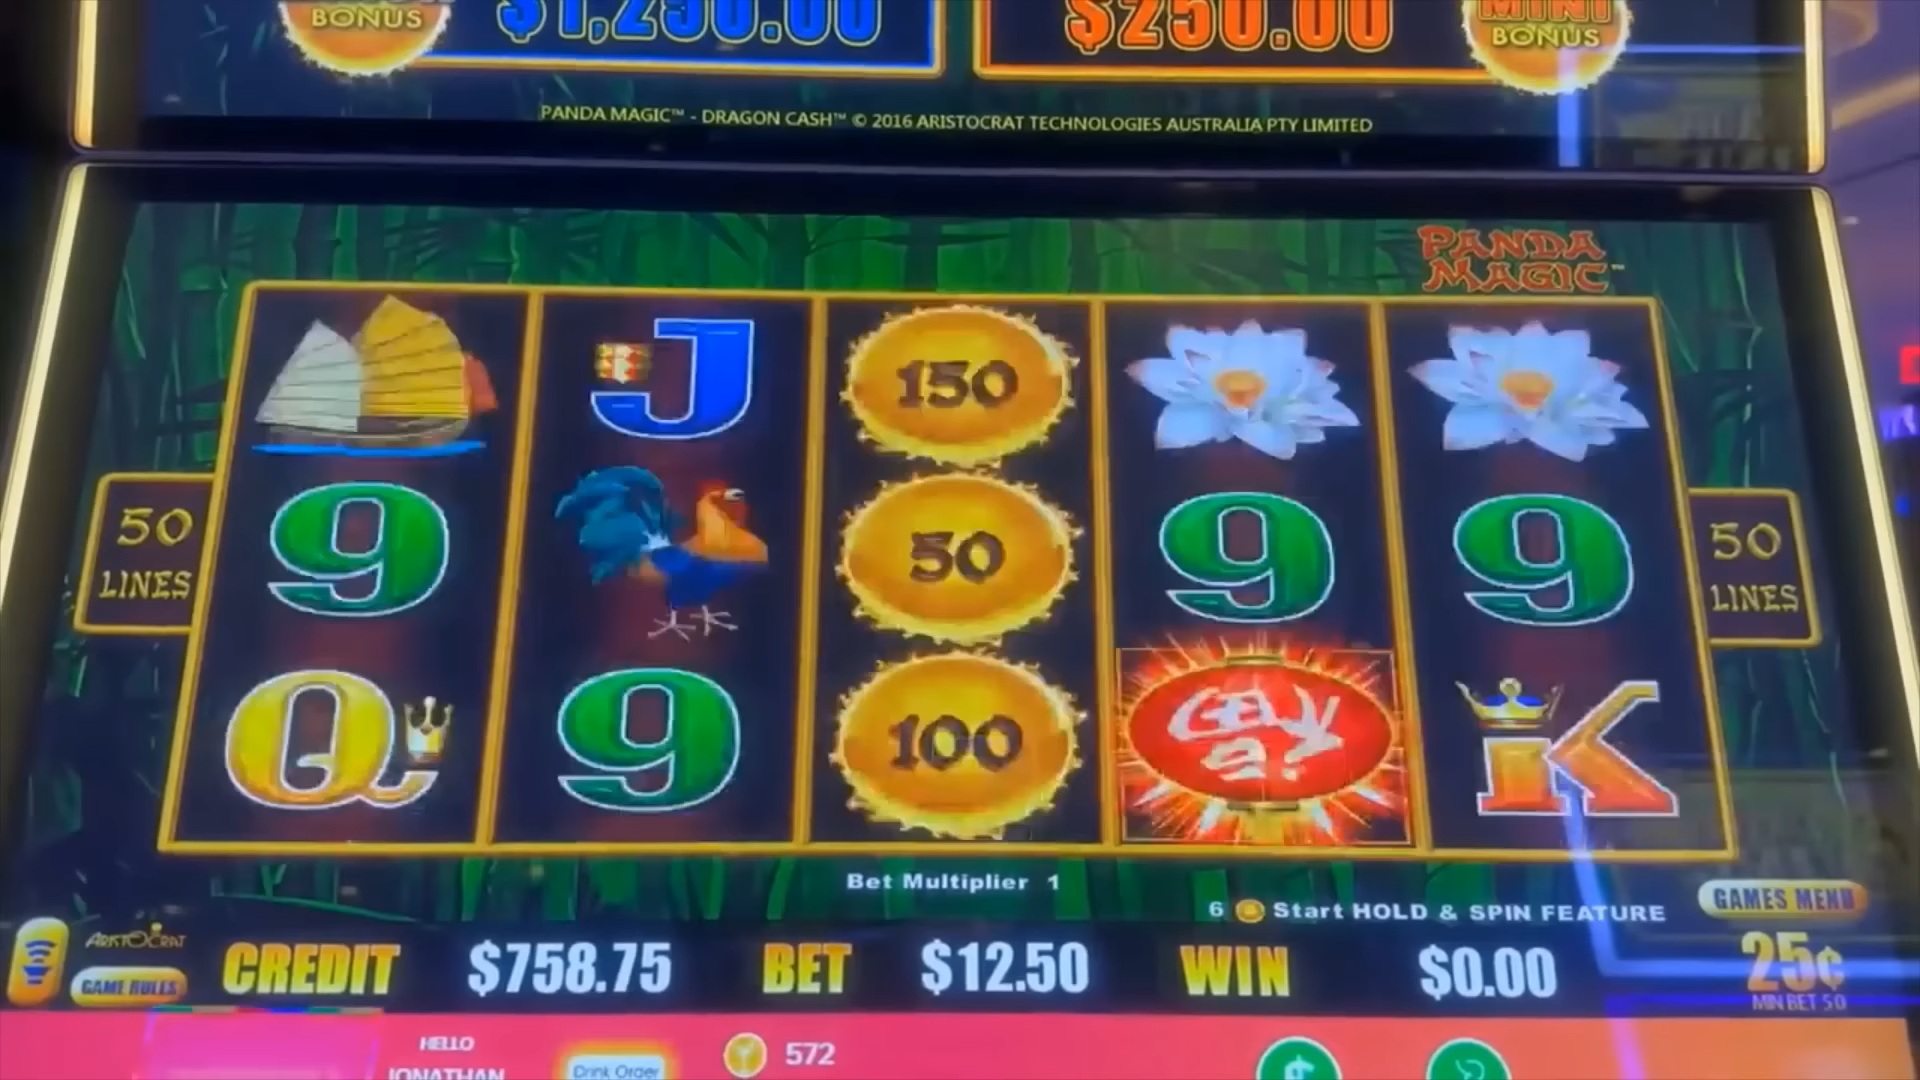 BONUS
$1,250.00
$250.00
MINI
BONUS
PANDA MAGIC™ - DRAGON CASH™ © 2016 ARISTOCRAT TECHNOLOGIES AUSTRALIA PTY LIMITED
PANDA
MAGIC™
J
150
50
LINES
9
50
9
9
50
LINES
Q
9
100
K
Bet Multiplier 1
6 Start HOLD & SPIN FEATURE
GAMES MENU
ARISTOCRAT
GAME RULES
CREDIT $758.75 BET $12.50 WIN $0.00
25¢
MIN BET 50
HELLO
JONATHAN
Drink Order
572